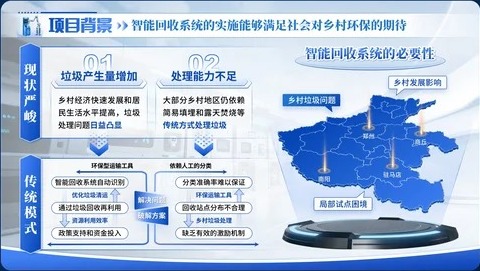 项目背景
智能回收系统的实施能够满足社会对乡村环保的期待
现状严峻
01
垃圾产生量增加
乡村经济快速发展和居
民生活水平提高，垃圾
处理问题日益凸显
02
处理能力不足
大部分乡村地区仍依赖
简易填埋和露天焚烧等
传统方式处理垃圾
传统模式
环保型运输工具
智能回收系统自动识别
优化垃圾清运
通过垃圾回收再利用
资源利用效率
政策支持和资金投入
解决问题
破解方案
依赖人工的分类
分类准确率难以保证
环保运输工具
回收站点分布不合理
乡村垃圾处理
缺乏有效的激励机制
智能回收系统的必要性
乡村发展影响
乡村垃圾问题
郑州
商丘
南阳
驻马店
局部试点困境